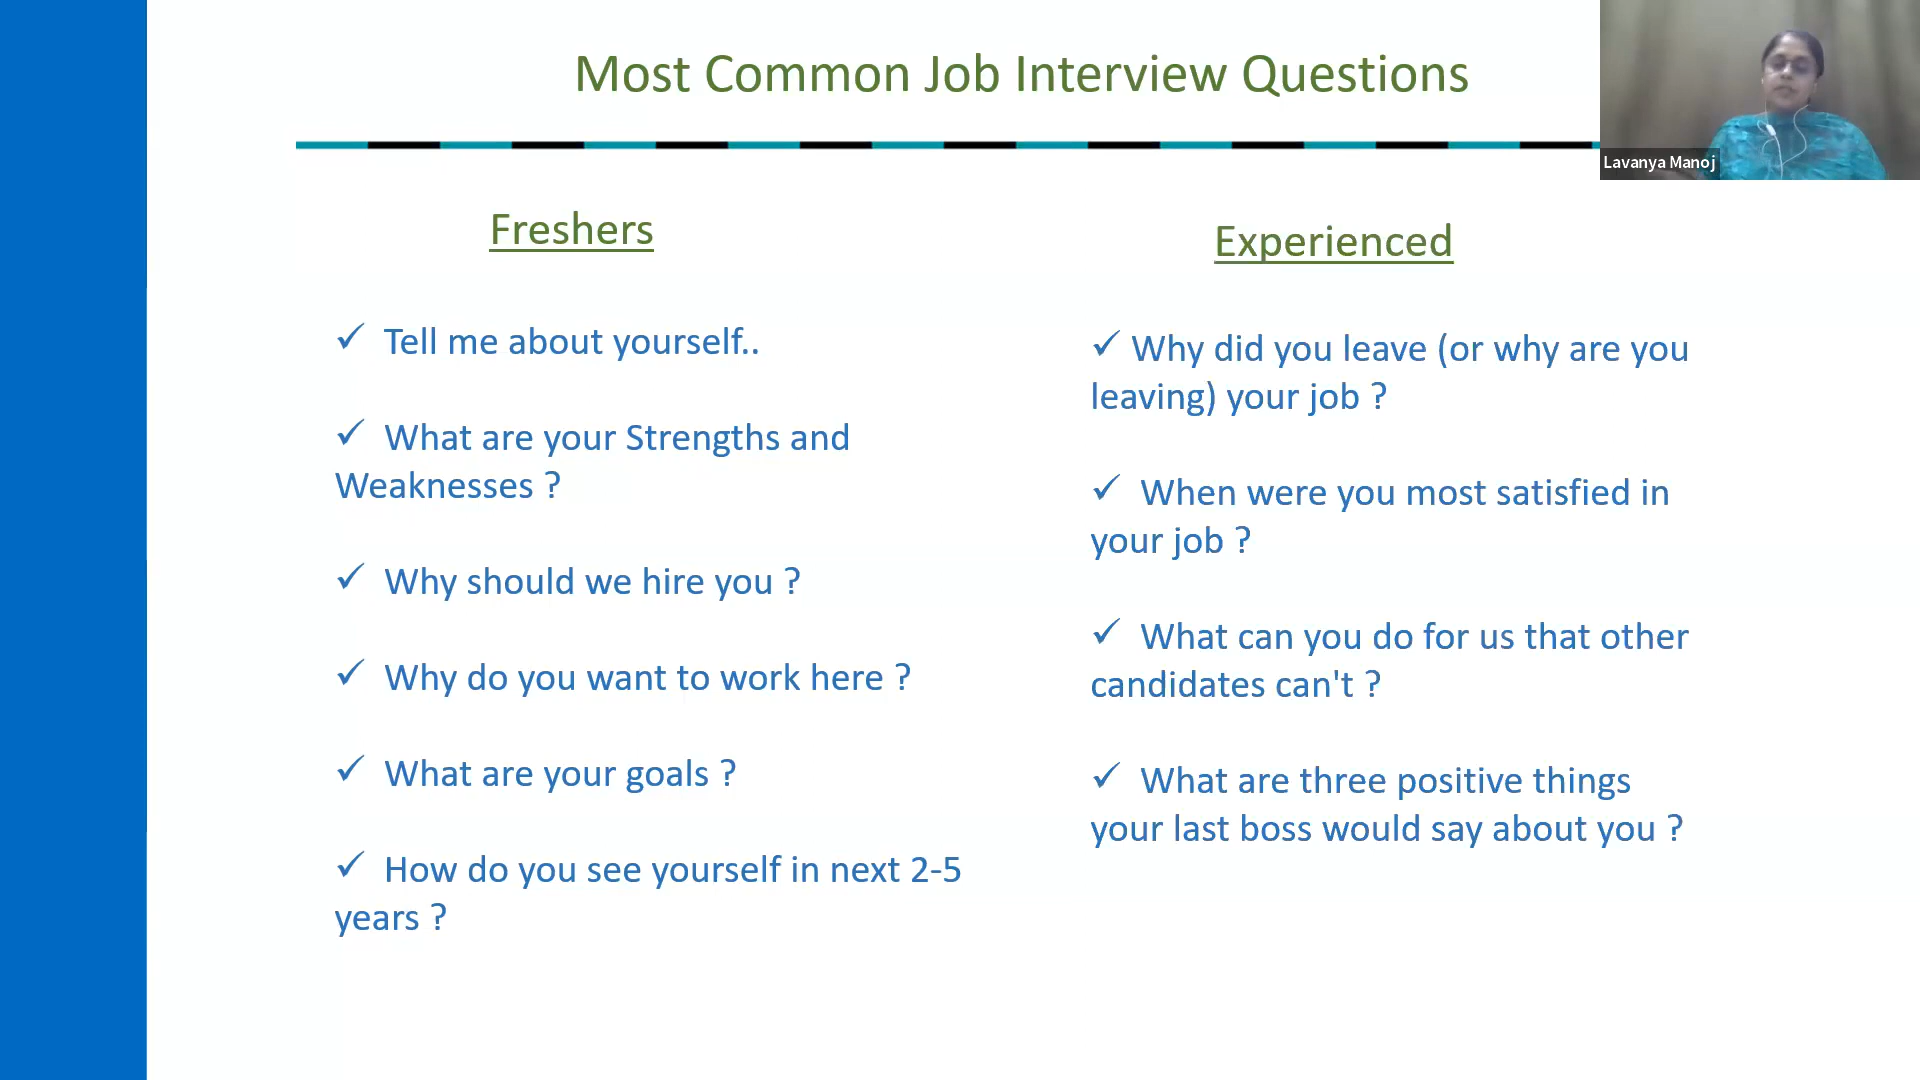 Most Common Job Interview Questions
Lavanya Manoj
Freshers
✓ Tell me about yourself..
✓ What are your Strengths and
Weaknesses ?
✓ Why should we hire you ?
✓ Why do you want to work here ?
✓ What are your goals ?
✓ How do you see yourself in next 2-5
years ?
Experienced
✓ Why did you leave (or why are you
leaving) your job ?
✓ When were you most satisfied in
your job ?
✓ What can you do for us that other
candidates can't ?
✓ What are three positive things
your last boss would say about you ?